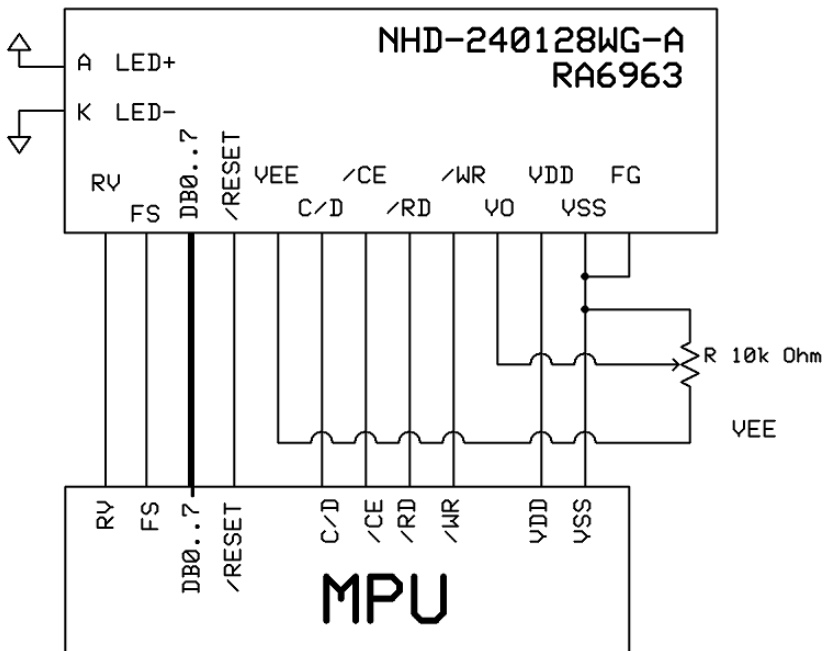 NHD-240128WG-A
RA6963
A LED+
K LED-
RV
FS
DB0..7
/RESET
VEE
C/D
/CE
/RD
/WR
VO
VDD
VSS
FG
R 10k Ohm
VEE
RV
FS
DB0..7
/RESET
C/D
/CE
/RD
/WR
VDD
VSS
MPU